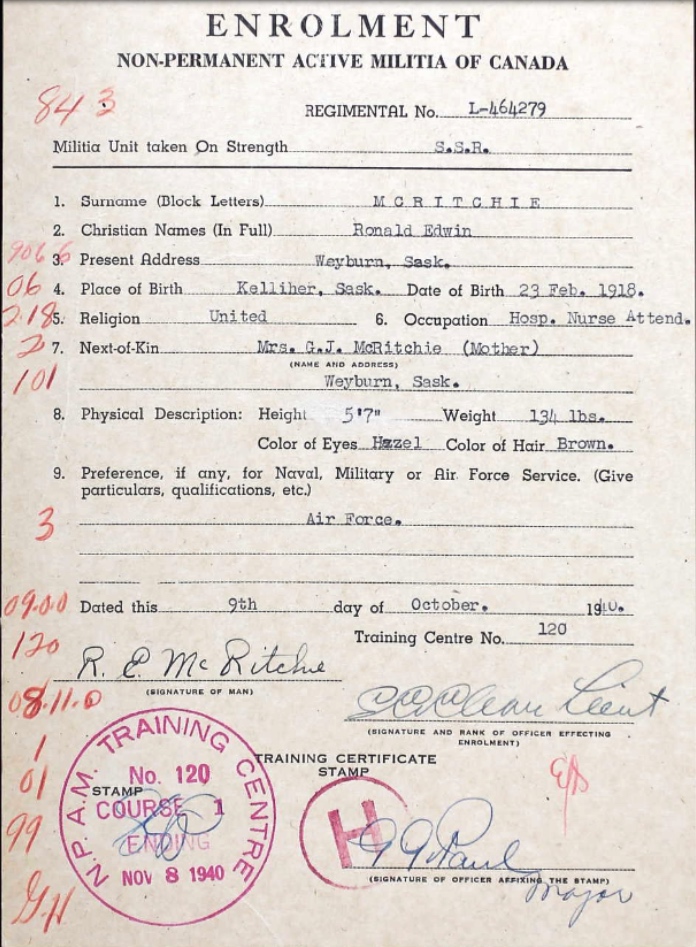 ENROLMENT
NON-PERMANENT ACTIVE MILITIA OF CANADA
843
REGIMENTAL No. L-464279
Militia Unit taken On Strength S.S.R.
1. Surname (Block Letters) M C R I T C H I E
2. Christian Names (In Full) Ronald Edwin
906 6
3. Present Address Weyburn, Sask.
06
4. Place of Birth Kelliher, Sask. Date of Birth 23 Feb. 1918.
2.18
5. Religion United 6. Occupation Hosp. Nurse Attend.
2
7. Next-of-Kin Mrs. G.J. McRitchie (Mother)
(NAME AND ADDRESS)
101
Weyburn, Sask.
8. Physical Description: Height 5'7" Weight 134 lbs.
Color of Eyes Hazel Color of Hair Brown.
9. Preference, if any, for Naval, Military or Air Force Service. (Give
particulars, qualifications, etc.)
3
Air Force.
09.00
Dated this 9th day of October. 1940.
120
Training Centre No. 120
R. E. McRitchie
(SIGNATURE OF MAN)
08.11.0
Lieut
(SIGNATURE AND RANK OF OFFICER EFFECTING
ENROLMENT)
1
01
99
G.H.
TRAINING CERTIFICATE
STAMP
STAMP
N.P.A.M. TRAINING CENTRE
No. 120
COURSE 1
ENDING
NOV 8 1940
H
Paul
(SIGNATURE OF OFFICER AFFIXING THE STAMP)
Major